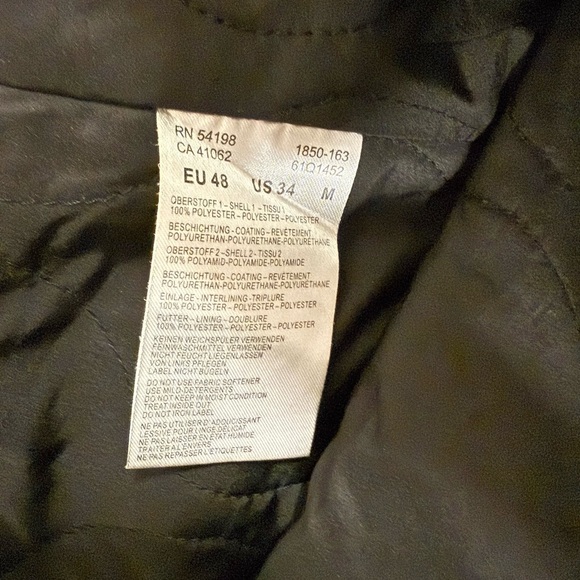 RN 54198 1850-163
CA 41062 61Q1452
EU 48 US 34 M
OBERSTOFF 1 - SHELL 1 - TISSU 1
100% POLYESTER - POLYESTER - POLYESTER
BESCHICHTUNG - COATING - REVÊTEMENT
POLYURETHAN-POLYURETHANE-POLYURETHANE
OBERSTOFF 2 - SHELL 2 - TISSU 2
100% POLYAMID-POLYAMIDE-POLYAMIDE
BESCHICHTUNG - COATING - REVÊTEMENT
POLYURETHAN-POLYURETHANE-POLYURETHANE
EINLAGE - INTERLINING - TRIPLURE
100% POLYESTER - POLYESTER - POLYESTER
FUTTER - LINING - DOUBLURE
100% POLYESTER - POLYESTER - POLYESTER
KEINEN WEICHSPÜLER VERWENDEN
FEINWASCHMITTEL VERWENDEN
NICHT FEUCHT LIEGENLASSEN
VON LINKS PFLEGEN
LABEL NICHT BÜGELN
DO NOT USE FABRIC SOFTENER
USE MILD-DETERGENTS
DO NOT KEEP IN MOIST CONDITION
TREAT INSIDE OUT
DO NOT IRON LABEL
NE PAS UTILISER D'ADOUCISSANT
LESSIVE POUR LINGE DÉLICAT
NE PAS LAISSER EN ÉTAT HUMIDE
TRAITER A L'ENVERS
NE PAS REPASSER L'ETIQUETTES